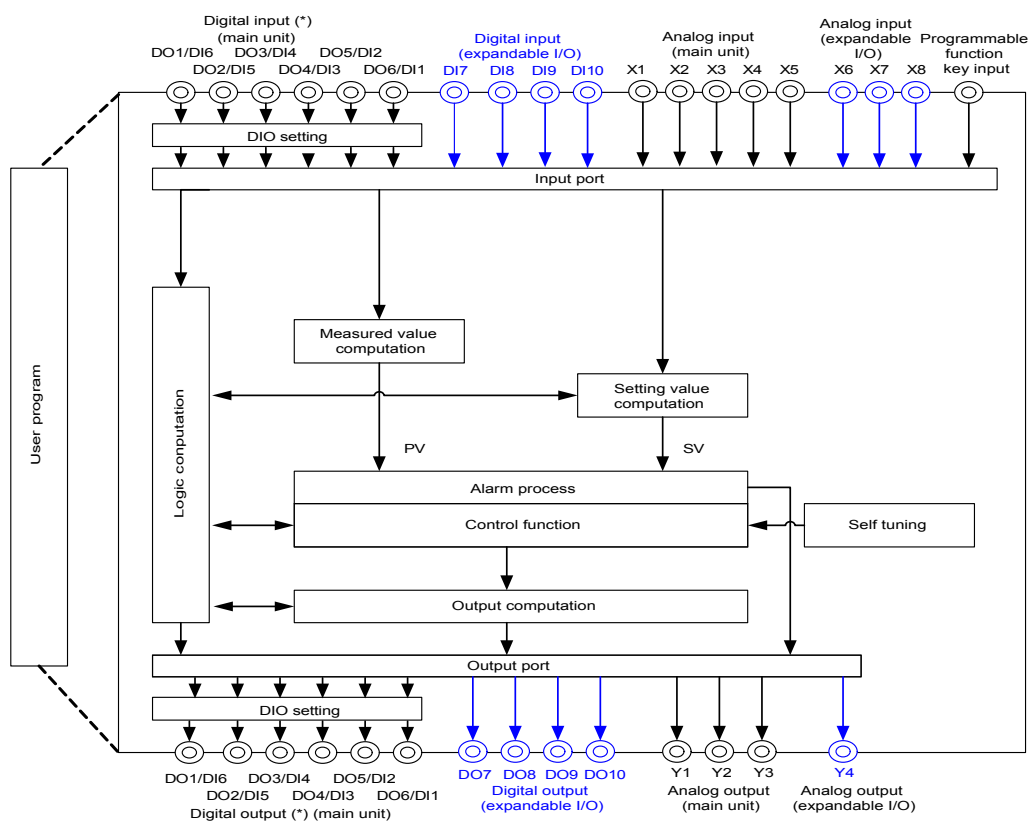 Digital input (*)
(main unit)
DO1/DI6 DO3/DI4 DO5/DI2
DO2/DI5 DO4/DI3 DO6/DI1
Digital input
(expandable I/O)
DI7 DI8 DI9 DI10
Analog input
(main unit)
X1 X2 X3 X4 X5
Analog input
(expandable
I/O)
X6 X7 X8
Programmable
function
key input
DIO setting
Input port
User program
Logic conputation
Measured value
computation
Setting value
computation
PV
SV
Alarm process
Control function
Self tuning
Output computation
Output port
DIO setting
DO1/DI6 DO3/DI4 DO5/DI2
DO2/DI5 DO4/DI3 DO6/DI1
Digital output (*) (main unit)
DO7 DO8 DO9 DO10
Digital output
(expandable I/O)
Y1 Y2 Y3
Analog output
(main unit)
Y4
Analog output
(expandable I/O)